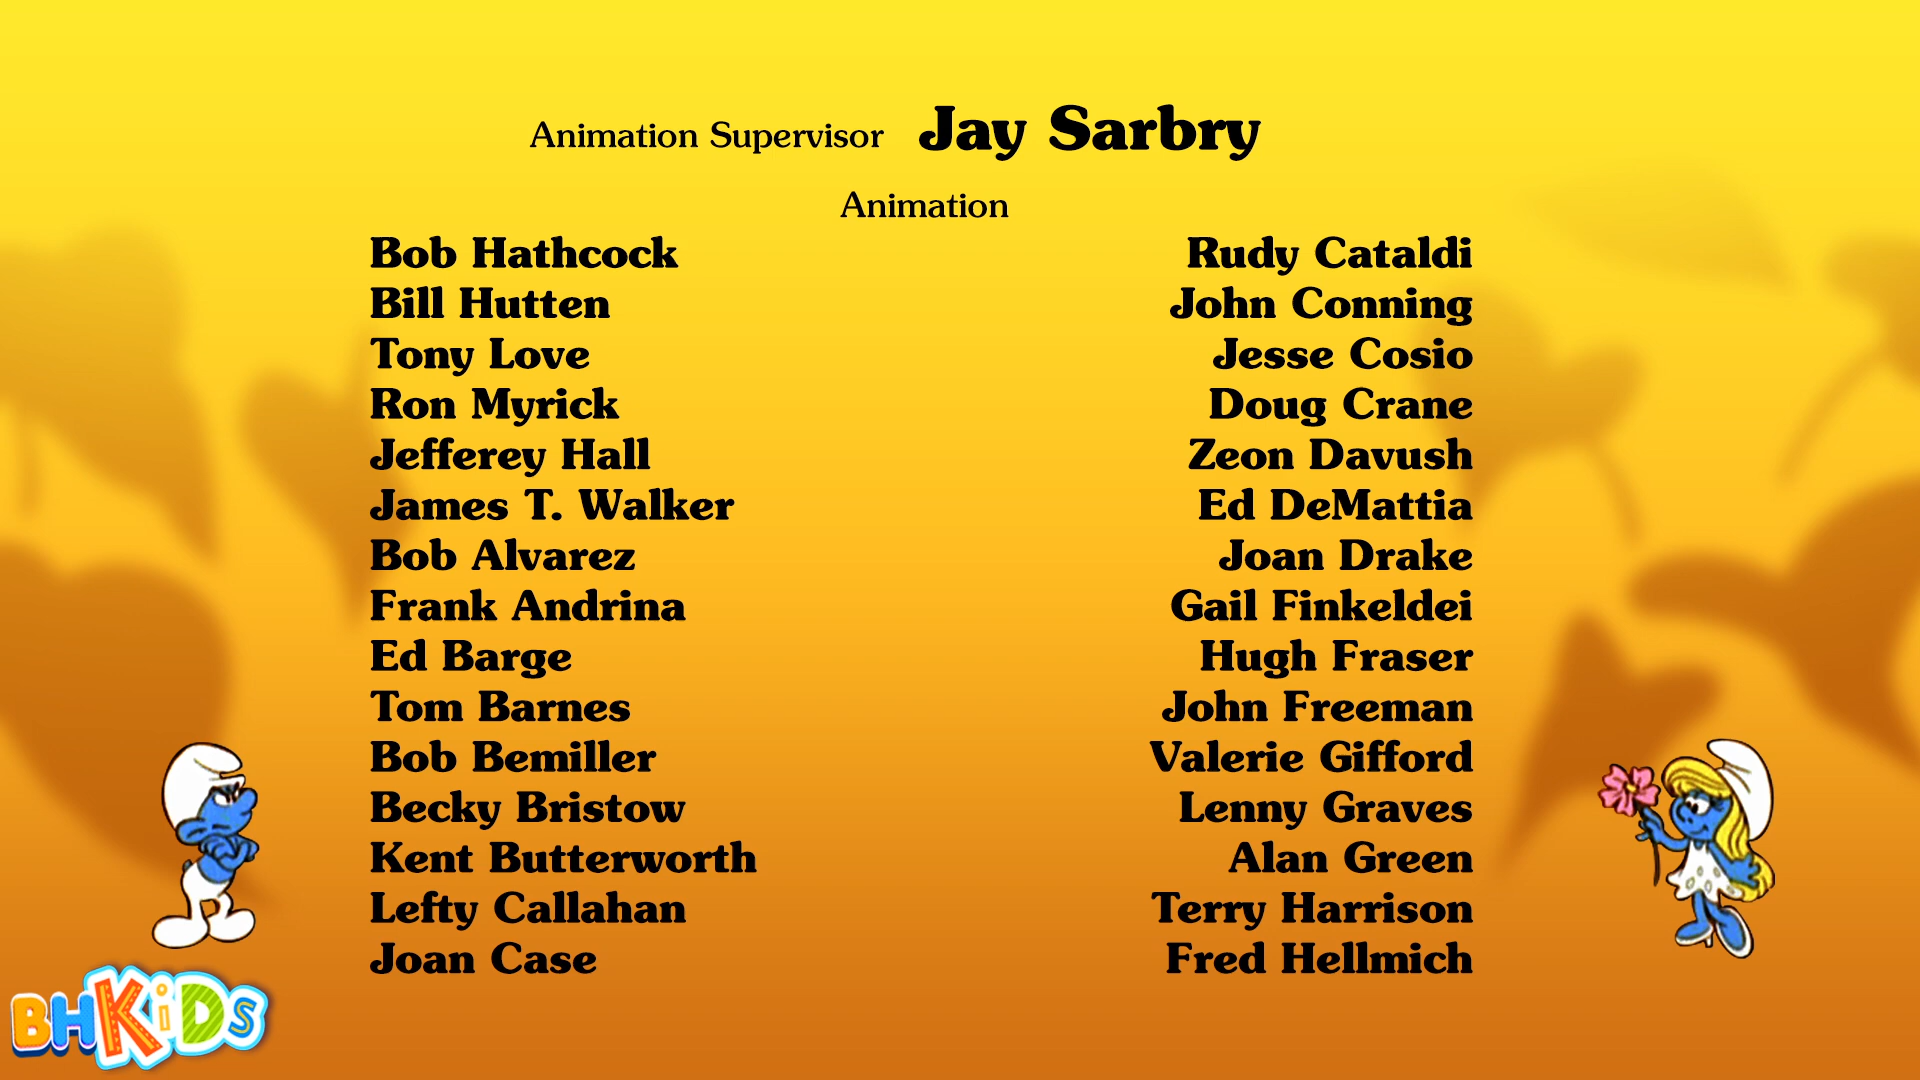 Animation Supervisor Jay Sarbry
Animation
Bob Hathcock Rudy Cataldi
Bill Hutten John Conning
Tony Love Jesse Cosio
Ron Myrick Doug Crane
Jefferey Hall Zeon Davush
James T. Walker Ed DeMattia
Bob Alvarez Joan Drake
Frank Andrina Gail Finkeldei
Ed Barge Hugh Fraser
Tom Barnes John Freeman
Bob Bemiller Valerie Gifford
Becky Bristow Lenny Graves
Kent Butterworth Alan Green
Lefty Callahan Terry Harrison
Joan Case Fred Hellmich
BHKiDS